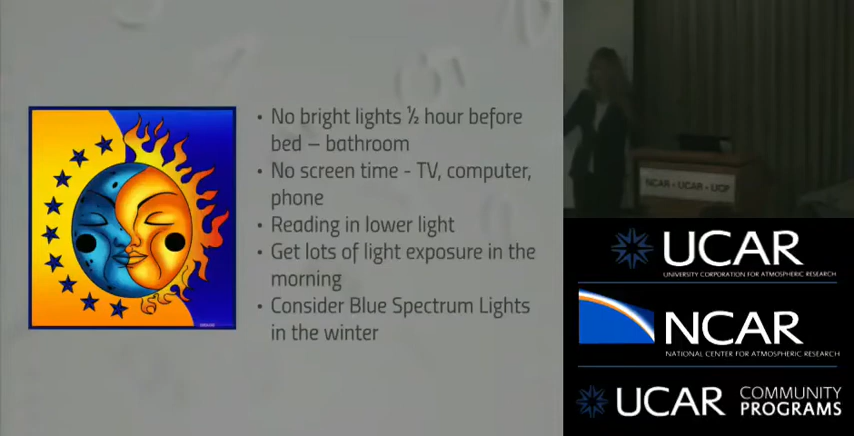 • No bright lights ½ hour before
bed – bathroom
• No screen time - TV, computer,
phone
• Reading in lower light
• Get lots of light exposure in the
morning
• Consider Blue Spectrum Lights
in the winter
NCAR • UCAR • UCP
UCAR
UNIVERSITY CORPORATION FOR ATMOSPHERIC RESEARCH
NCAR
NATIONAL CENTER FOR ATMOSPHERIC RESEARCH
UCAR COMMUNITY
PROGRAMS